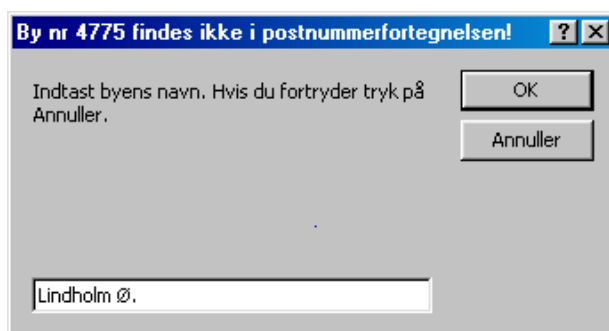 By nr 4775 findes ikke i postnummerfortegnelsen!
Indtast byens navn. Hvis du fortryder tryk på
Annuller.
OK
Annuller
Lindholm Ø.